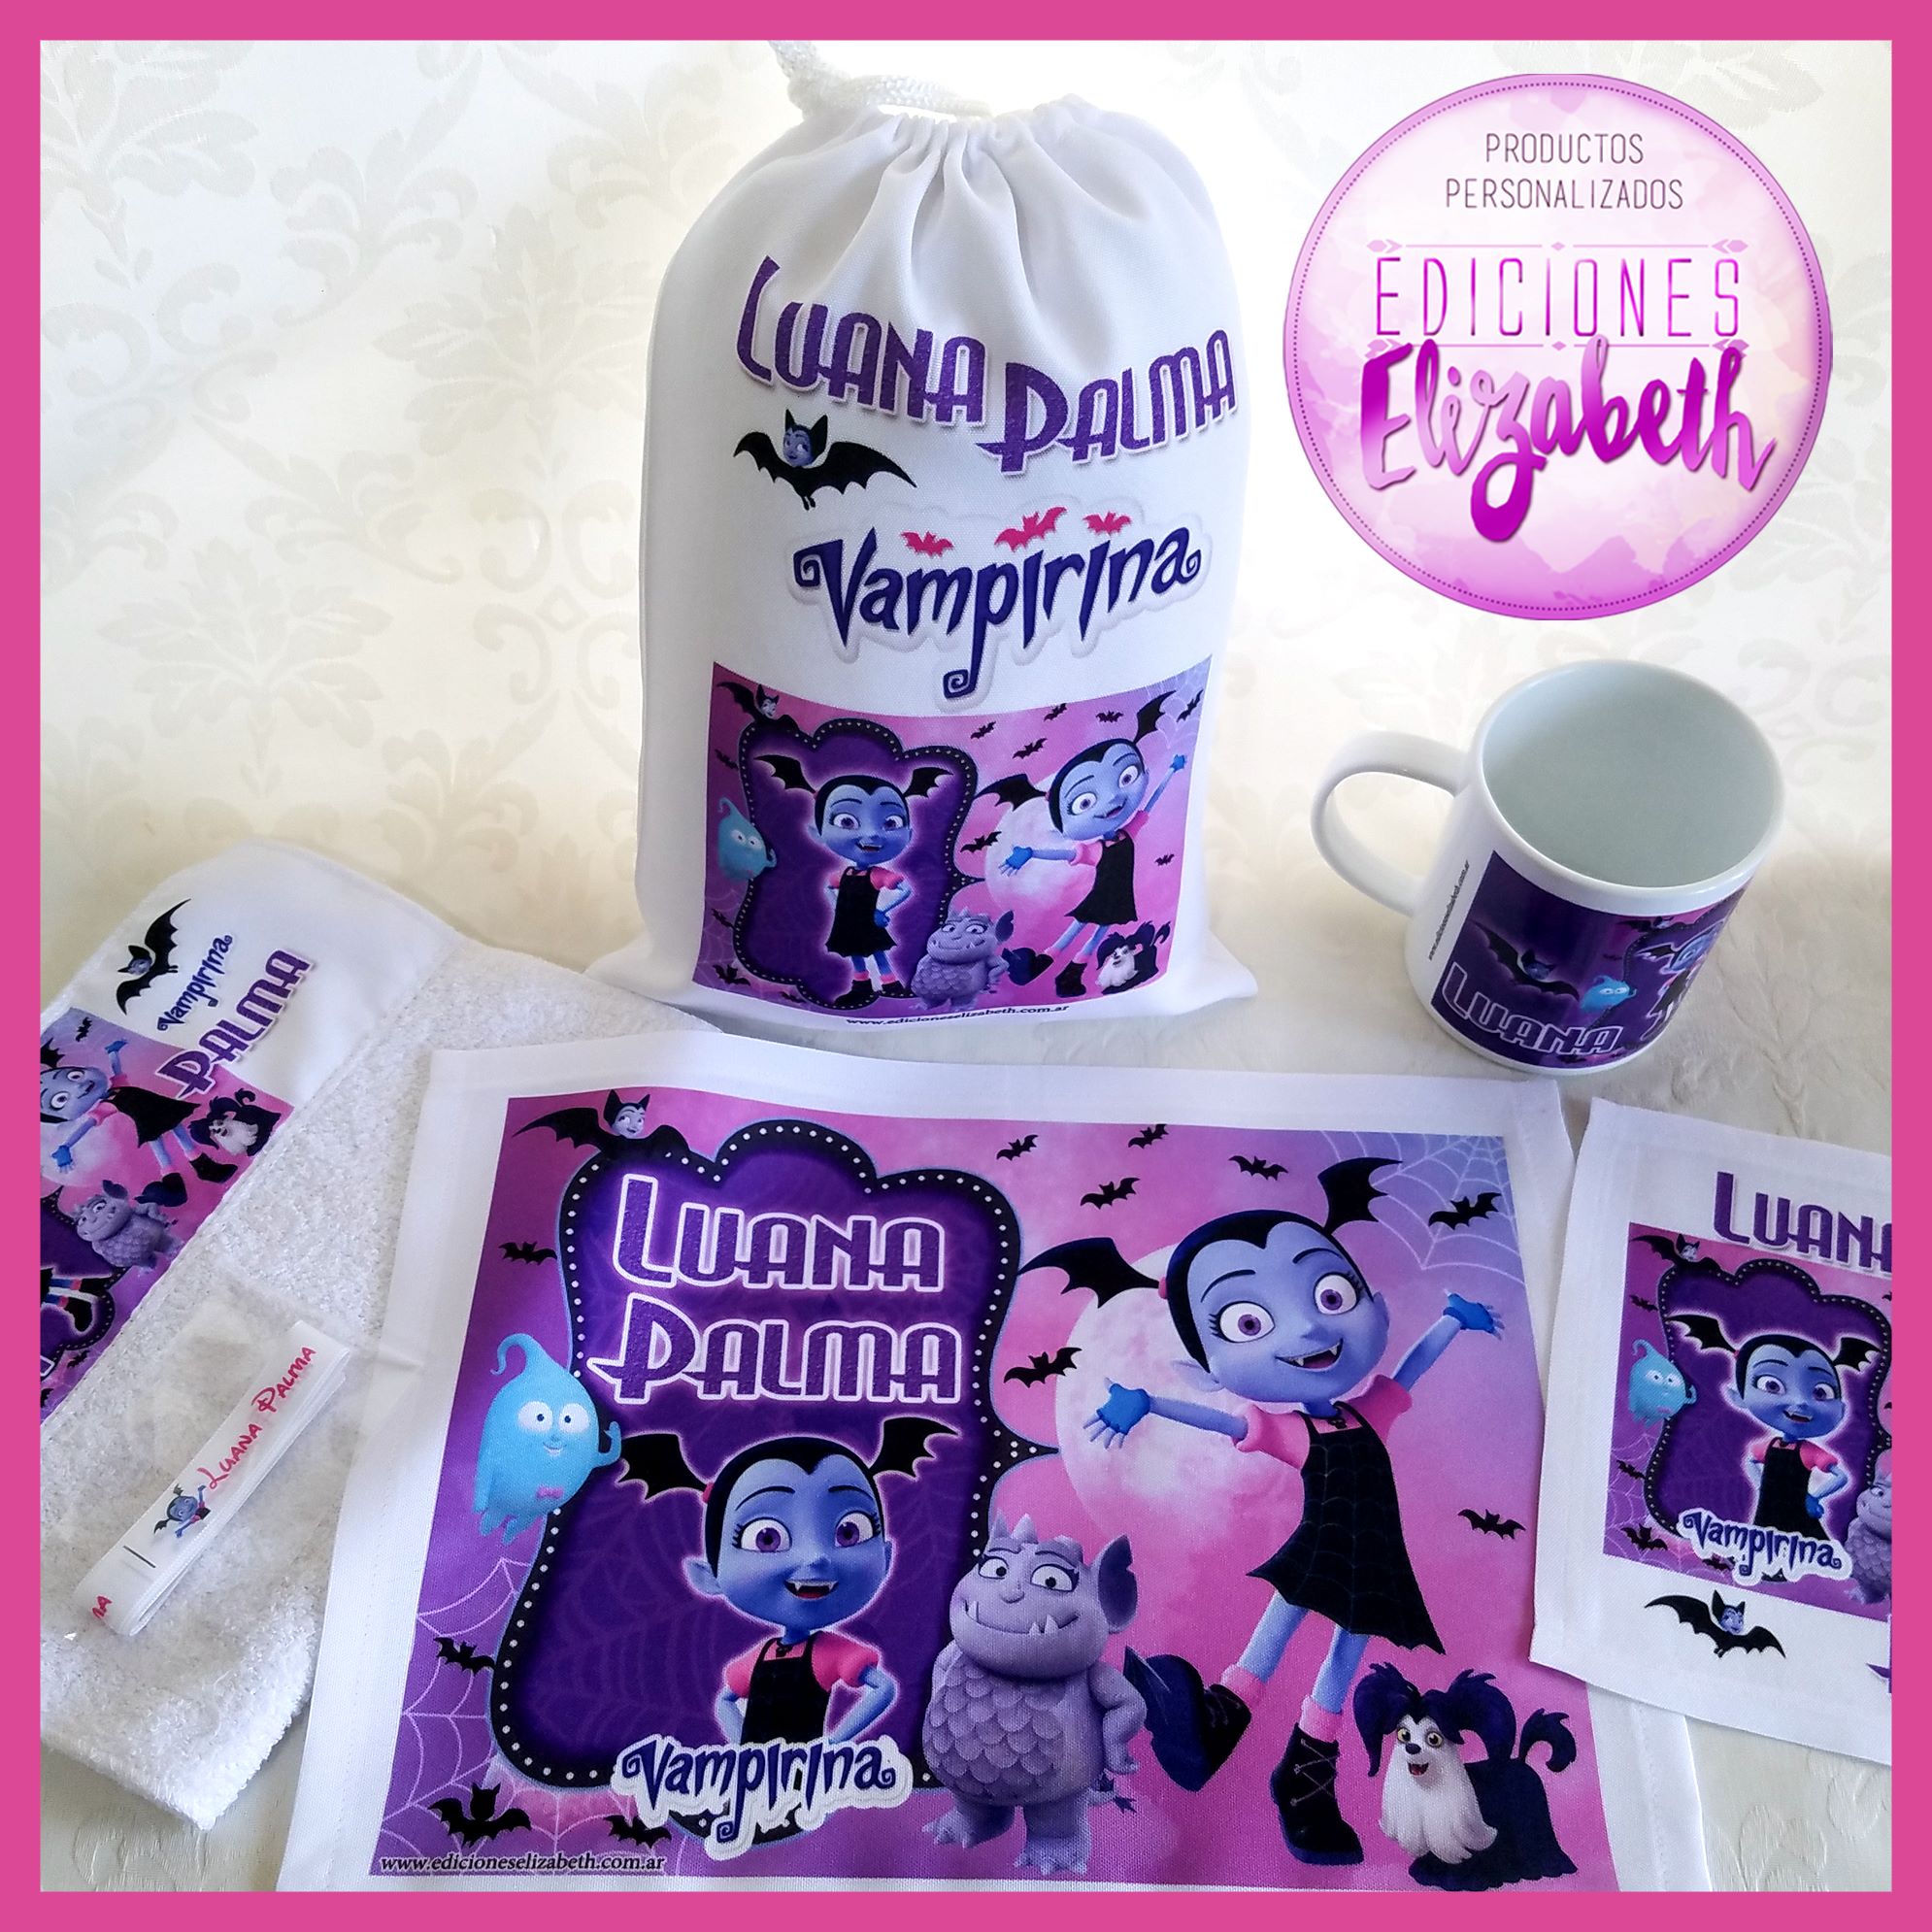 PRODUCTOS
PERSONALIZADOS
EDICIONES
Elizabeth
LUANA PALMA
Vampirina
www.edicioneselizabeth.com.ar
LUANA
Vampirina
PALMA
LUANA PALMA
LUANA
PALMA
Vampirina
www.edicioneselizabeth.com.ar
LUANA
Vampirina